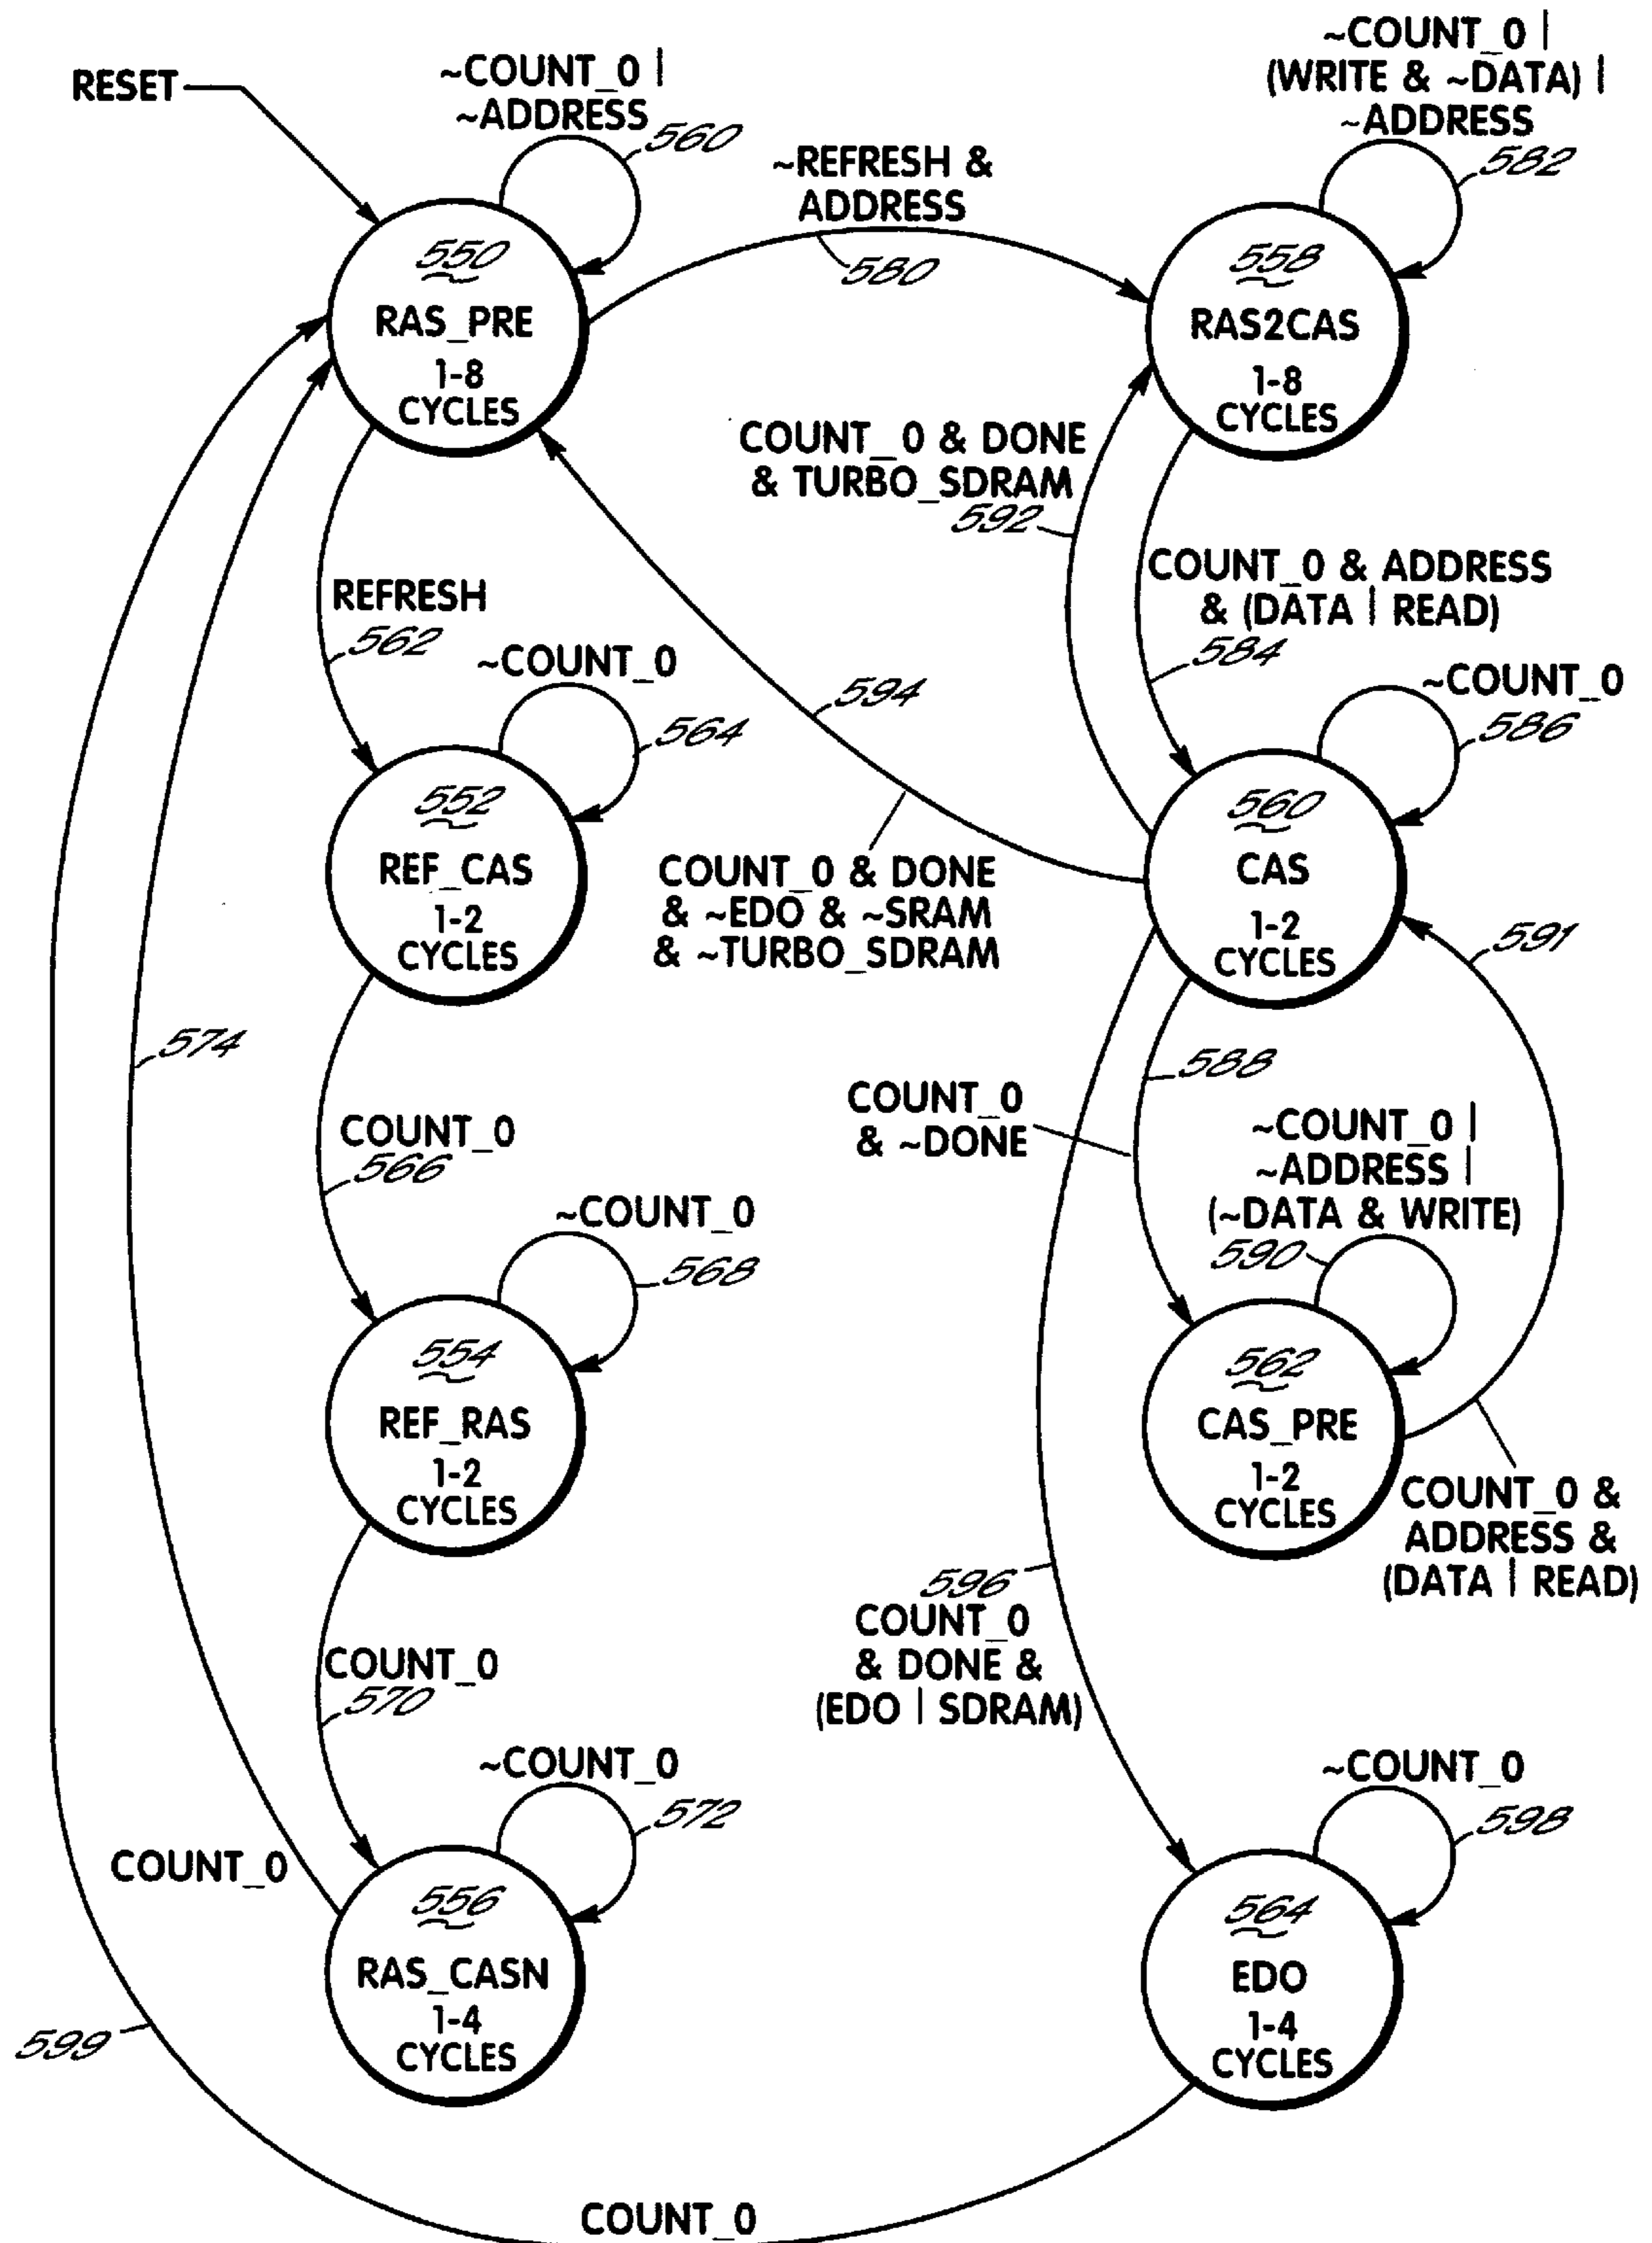 RESET
~COUNT_0 |
~ADDRESS
560
~REFRESH &
ADDRESS
580
~COUNT_0 |
(WRITE & ~DATA) |
~ADDRESS
582
550
RAS_PRE
1-8
CYCLES
558
RAS2CAS
1-8
CYCLES
COUNT_0 & DONE
& TURBO_SDRAM
592
COUNT_0 & ADDRESS
& (DATA | READ)
584
REFRESH
562
~COUNT_0
564
594
~COUNT_0
586
552
REF_CAS
1-2
CYCLES
COUNT_0 & DONE
& ~EDO & ~SRAM
& ~TURBO_SDRAM
560
CAS
1-2
CYCLES
591
574
588
COUNT_0
& ~DONE
COUNT_0
566
~COUNT_0 |
~ADDRESS |
(~DATA & WRITE)
590
~COUNT_0
568
554
REF_RAS
1-2
CYCLES
562
CAS_PRE
1-2
CYCLES
COUNT_0 &
ADDRESS &
(DATA | READ)
596
COUNT_0
& DONE &
(EDO | SDRAM)
COUNT_0
570
~COUNT_0
572
~COUNT_0
598
COUNT_0
556
RAS_CASN
1-4
CYCLES
564
EDO
1-4
CYCLES
599
COUNT_0